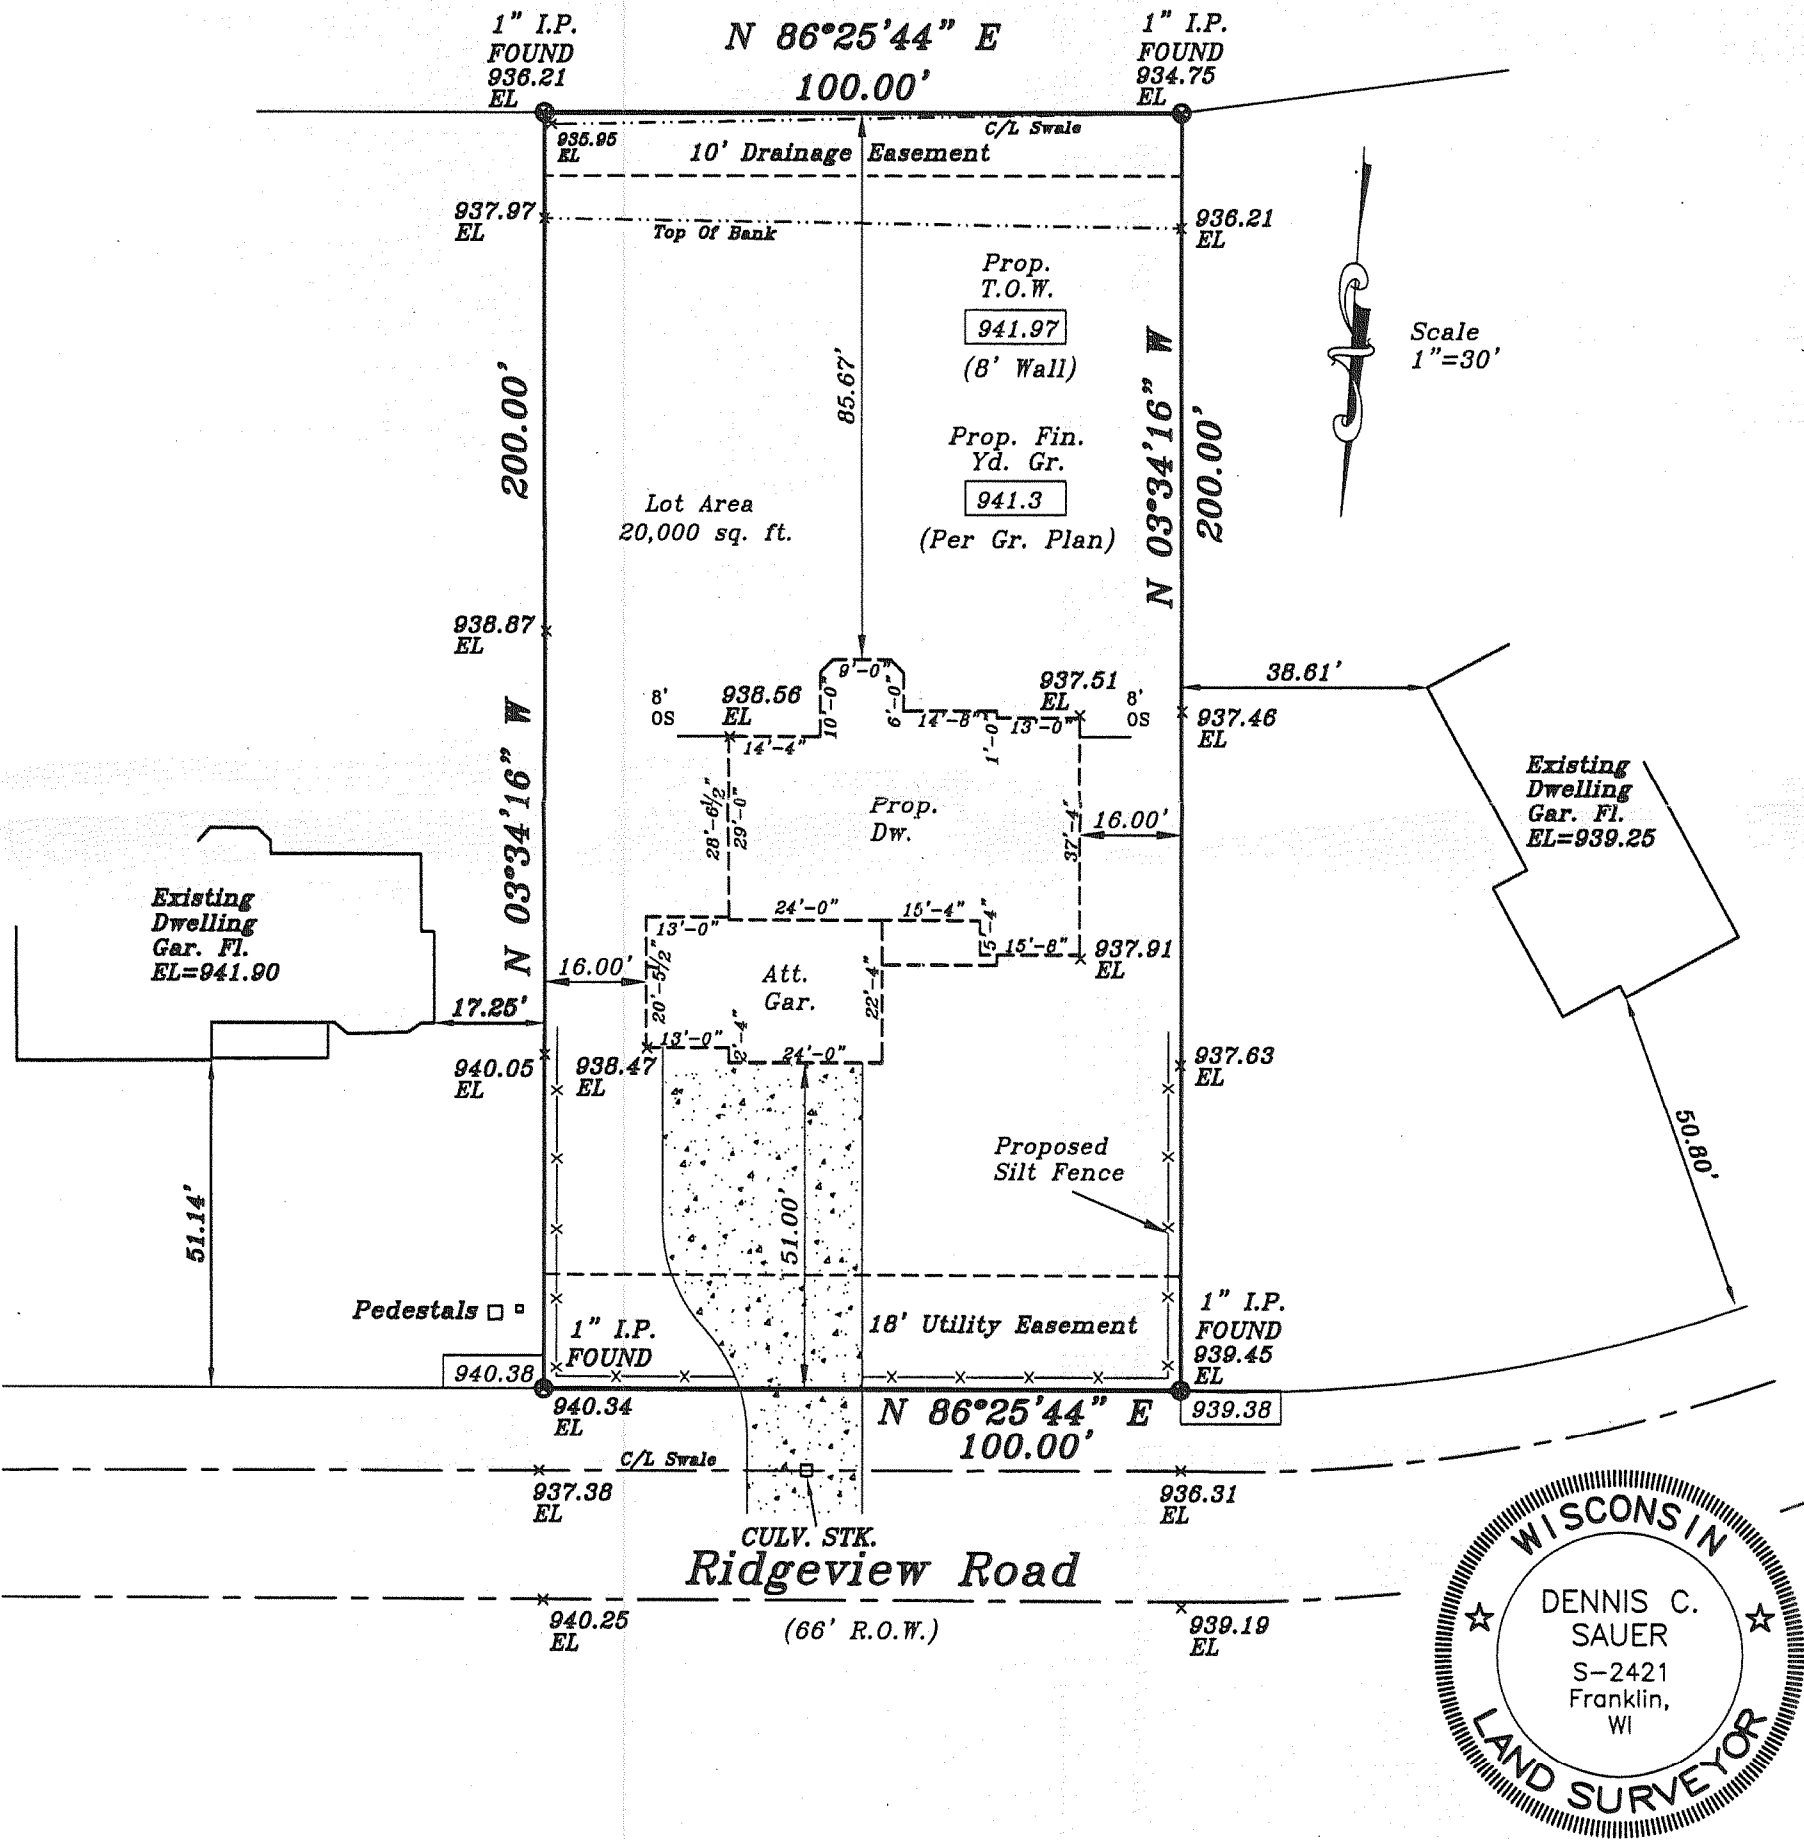 1" I.P.
FOUND
936.21
EL
N 86°25'44" E
100.00'
1" I.P.
FOUND
934.75
EL
935.95
EL
C/L Swale
10' Drainage Easement
937.97
EL
Top Of Bank
936.21
EL
Prop.
T.O.W.
941.97
(8' Wall)
Scale
1"=30'
85.67'
200.00'
N 03°34'16" W
200.00'
Prop. Fin.
Yd. Gr.
941.3
(Per Gr. Plan)
Lot Area
20,000 sq. ft.
938.87
EL
N 03°34'16" W
8'
OS
938.56
EL
9'-0"
10'-0"
6'-0"
14'-8"
1'-0"
13'-0"
937.51
EL
8'
OS
38.61'
937.46
EL
14'-4"
28'-6½"
29'-0"
Prop.
Dw.
37'-4"
16.00'
Existing
Dwelling
Gar. Fl.
EL=939.25
Existing
Dwelling
Gar. Fl.
EL=941.90
13'-0"
24'-0"
15'-4"
5'-4"
15'-8"
937.91
EL
16.00'
20'-5½"
Att.
Gar.
22'-4"
17.25'
13'-0"
2'-4"
24'-0"
940.05
EL
938.47
EL
937.63
EL
51.14'
51.00'
Proposed
Silt Fence
50.80'
Pedestals
1" I.P.
FOUND
18' Utility Easement
1" I.P.
FOUND
939.45
EL
940.38
940.34
EL
N 86°25'44" E
100.00'
939.38
C/L Swale
937.38
EL
936.31
EL
CULV. STK.
Ridgeview Road
(66' R.O.W.)
940.25
EL
939.19
EL
WISCONSIN
DENNIS C.
SAUER
S-2421
Franklin,
WI
LAND SURVEYOR